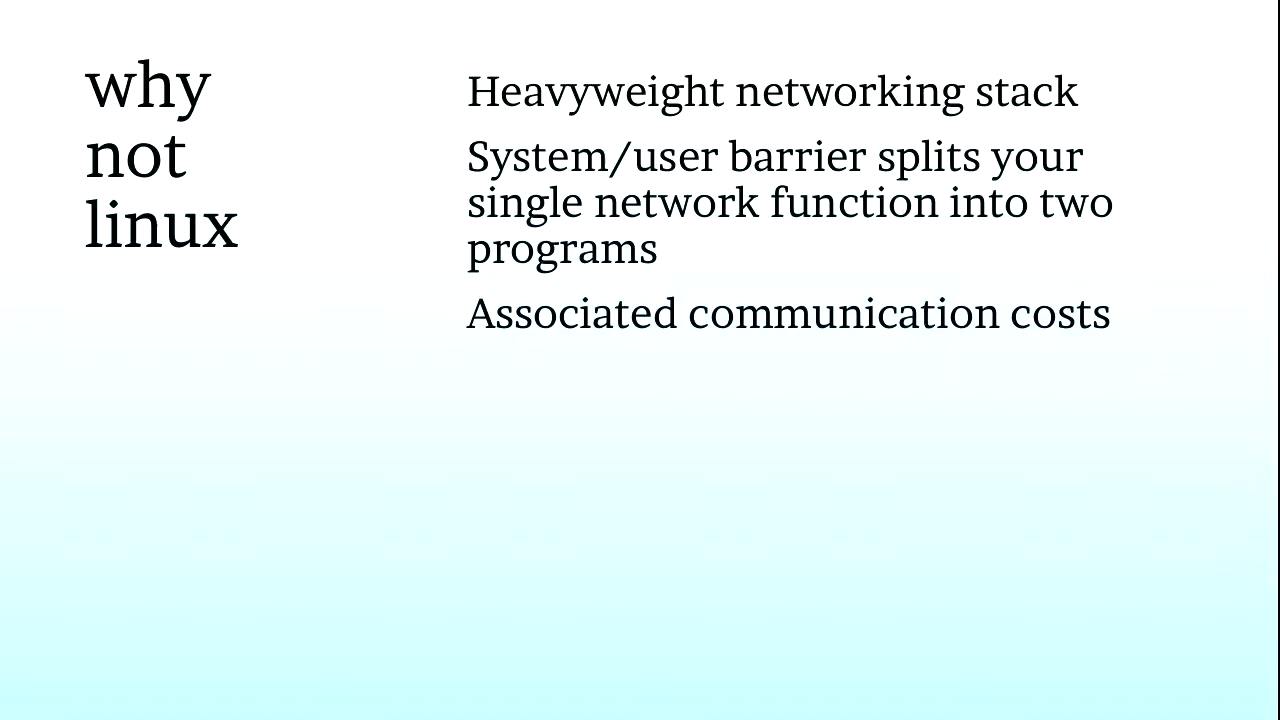 why
not
linux
Heavyweight networking stack
System/user barrier splits your
single network function into two
programs
Associated communication costs